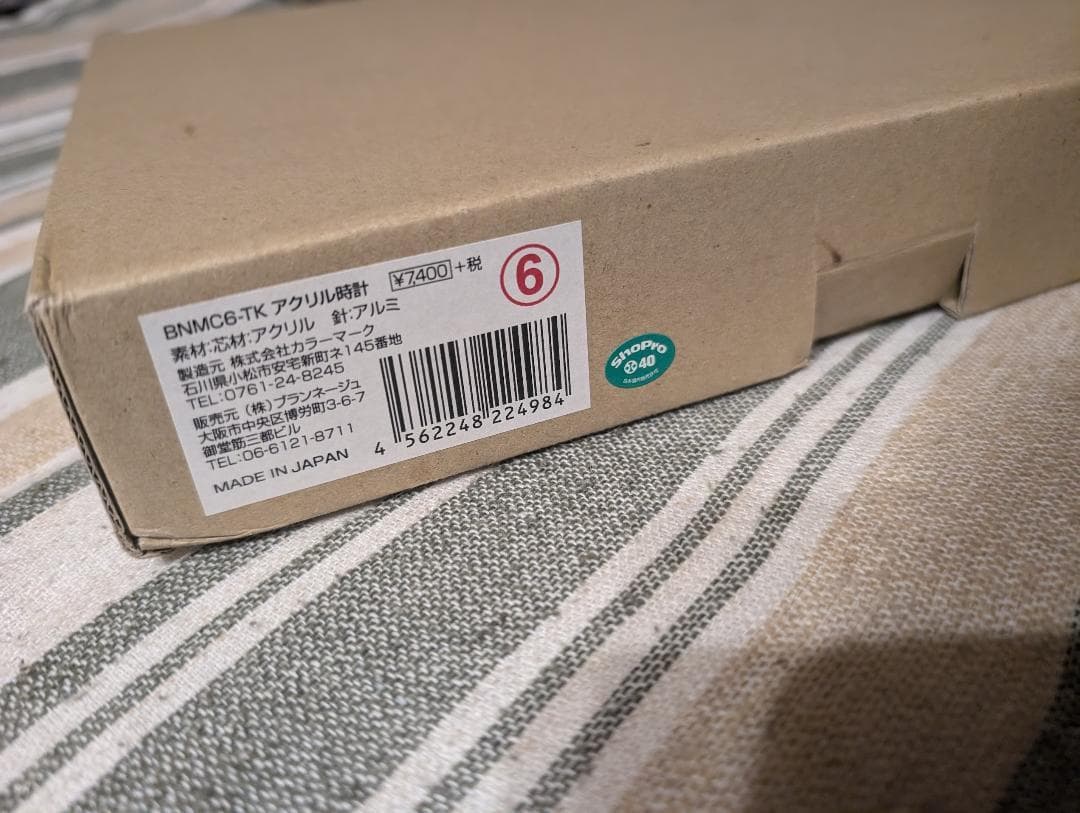 BNMC6-TK アクリル時計 ¥7,400 +税
⑥
素材:芯材:アクリル 針:アルミ
製造元 株式会社カラーマーク
石川県小松市安宅新町ネ145番地
TEL:0761-24-8245
販売元 (株)プランネージュ
大阪市中央区博労町3-6-7
御堂筋三都ビル
TEL:06-6121-8711
MADE IN JAPAN
4 562248 224984
ShoPro
40